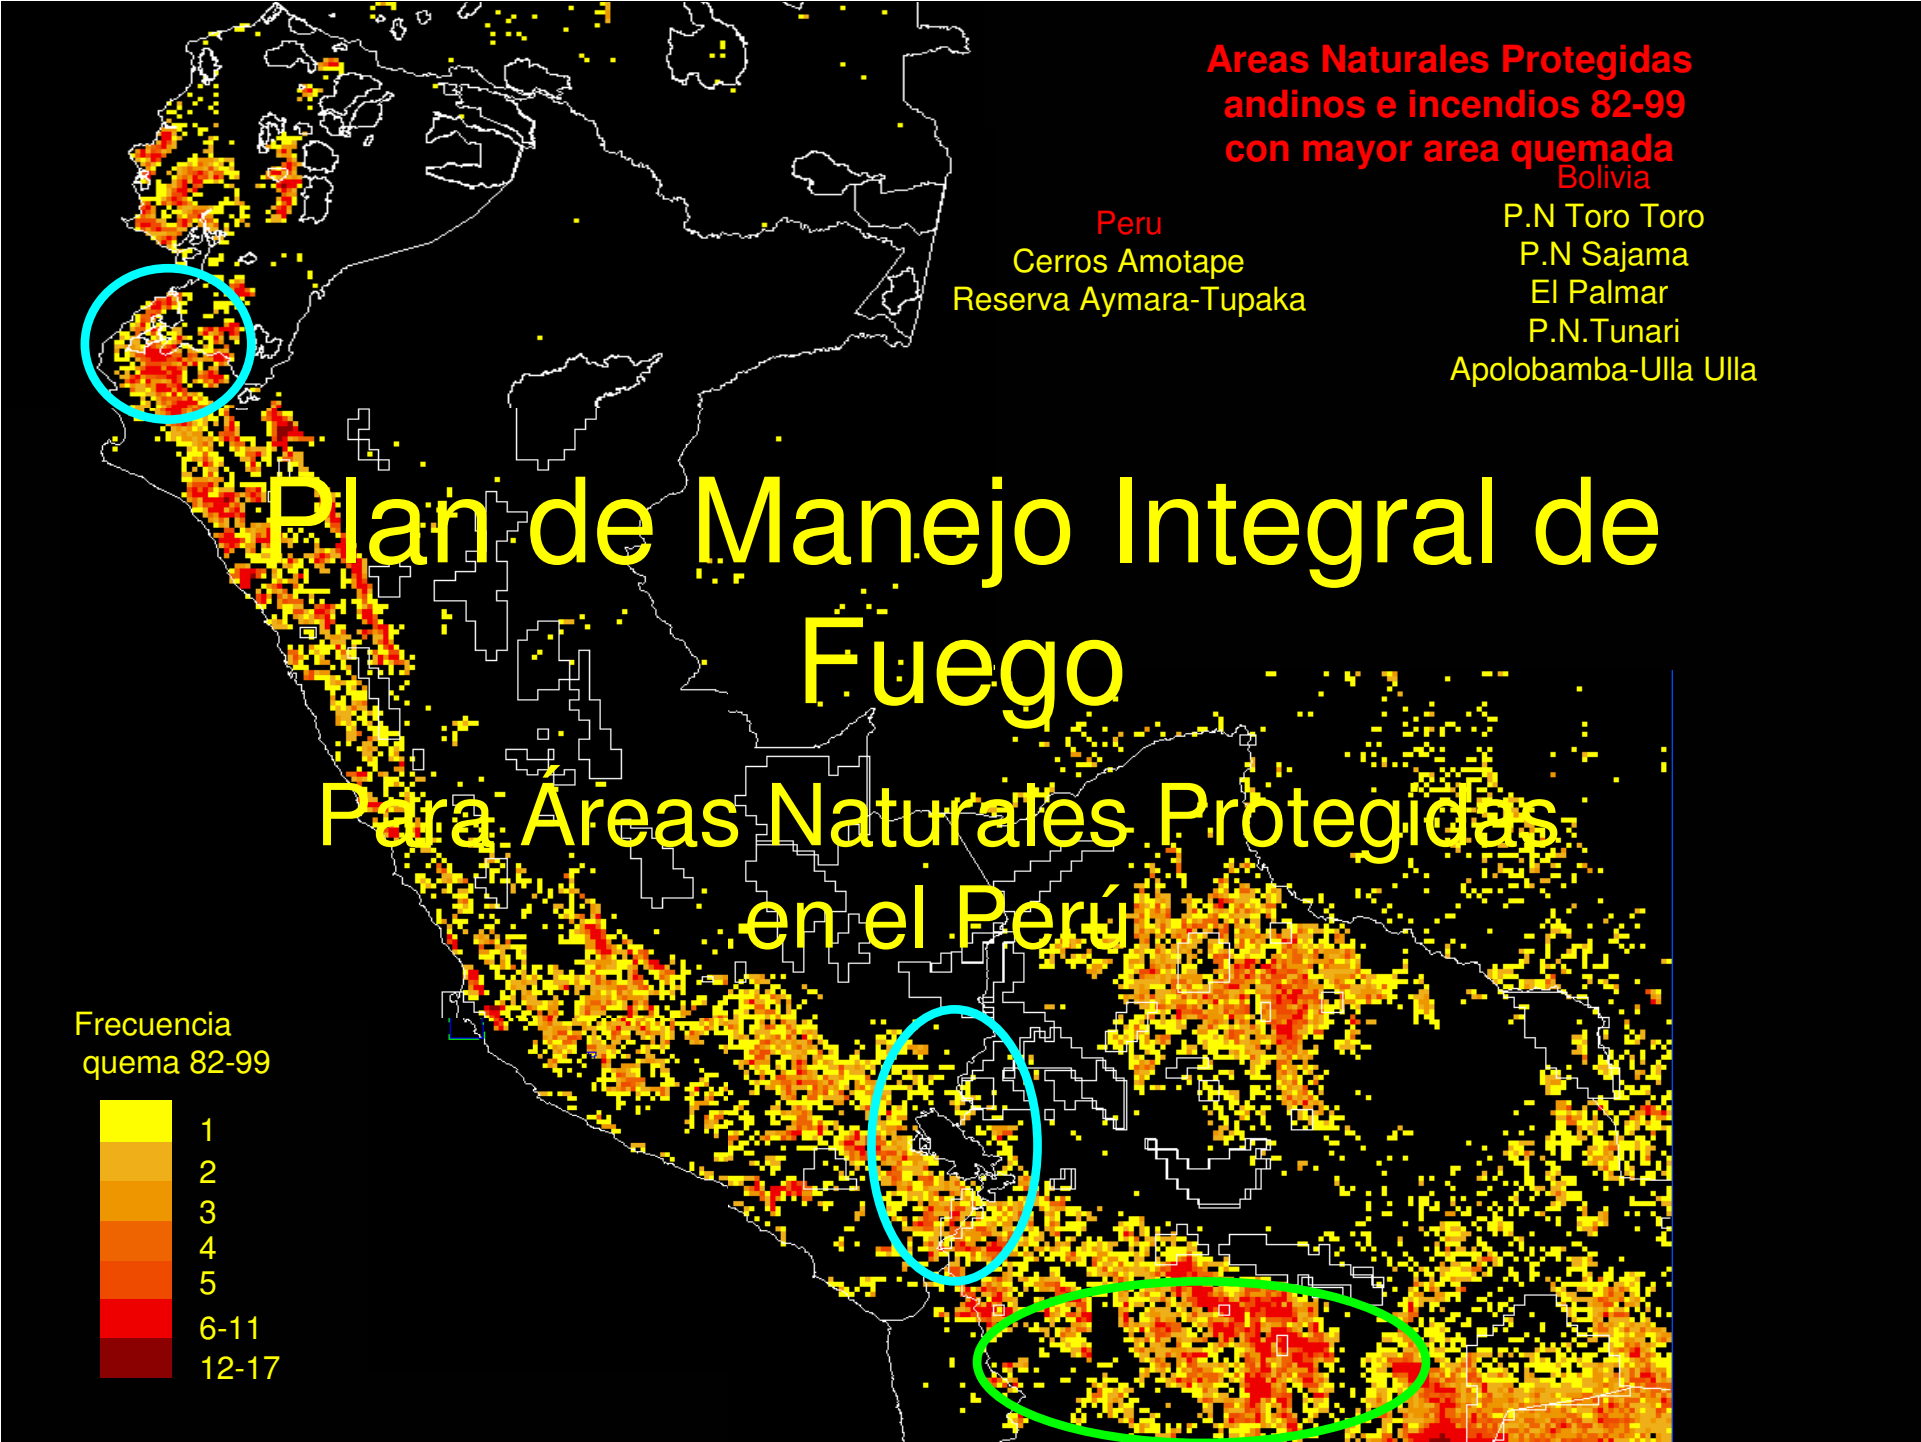 Areas Naturales Protegidas
andinos e incendios 82-99
con mayor area quemada
Peru
Cerros Amotape
Reserva Aymara-Tupaka
Bolivia
P.N Toro Toro
P.N Sajama
El Palmar
P.N.Tunari
Apolobamba-Ulla Ulla
Plan de Manejo Integral de
Fuego
Para Áreas Naturales Protegidas
en el Perú
Frecuencia
quema 82-99
1
2
3
4
5
6-11
12-17